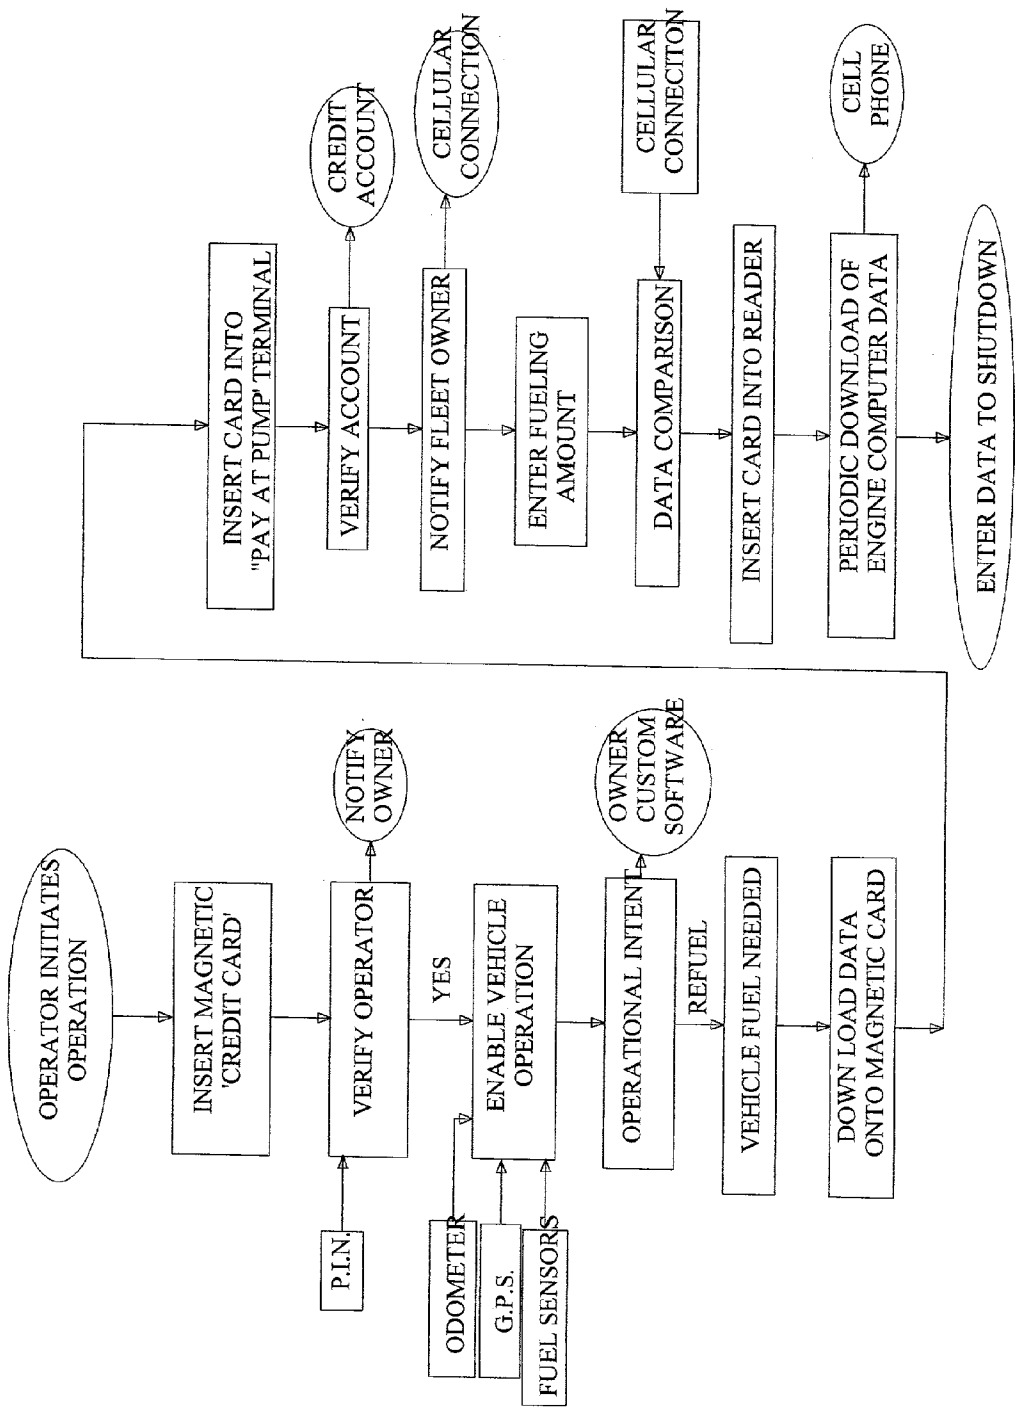 OPERATOR INITIATES
OPERATION
INSERT MAGNETIC
'CREDIT CARD'
P.I.N.
VERIFY OPERATOR
NOTIFY
OWNER
YES
ODOMETER
G.P.S.
FUEL SENSORS
ENABLE VEHICLE
OPERATION
OPERATIONAL INTENT
OWNER
CUSTOM
SOFTWARE
REFUEL
VEHICLE FUEL NEEDED
DOWN LOAD DATA
ONTO MAGNETIC CARD
INSERT CARD INTO
"PAY AT PUMP' TERMINAL
VERIFY ACCOUNT
CREDIT
ACCOUNT
NOTIFY FLEET OWNER
CELLULAR
CONNECTION
ENTER FUELING
AMOUNT
DATA COMPARISON
CELLULAR
CONNECITON
INSERT CARD INTO READER
PERIODIC DOWNLOAD OF
ENGINE COMPUTER DATA
CELL
PHONE
ENTER DATA TO SHUTDOWN